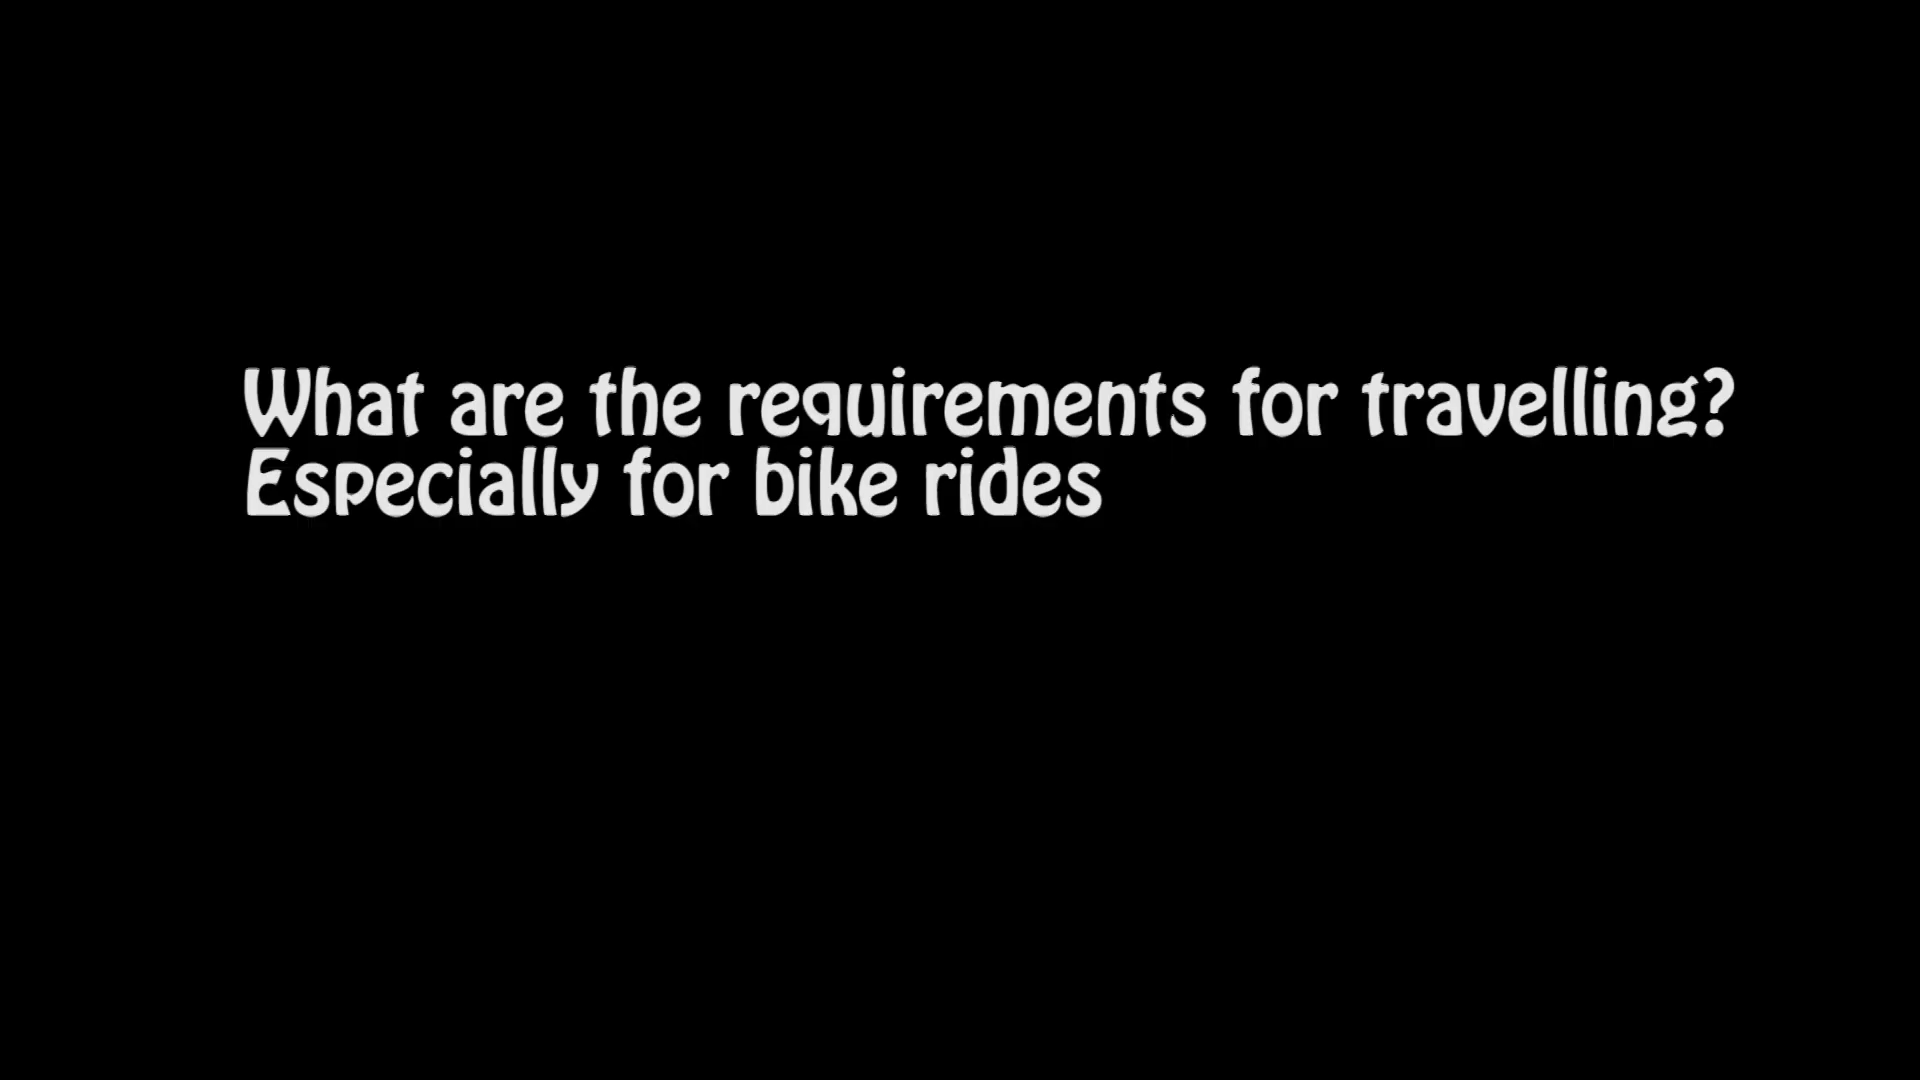 What are the requirements for travelling?
Especially for bike rides